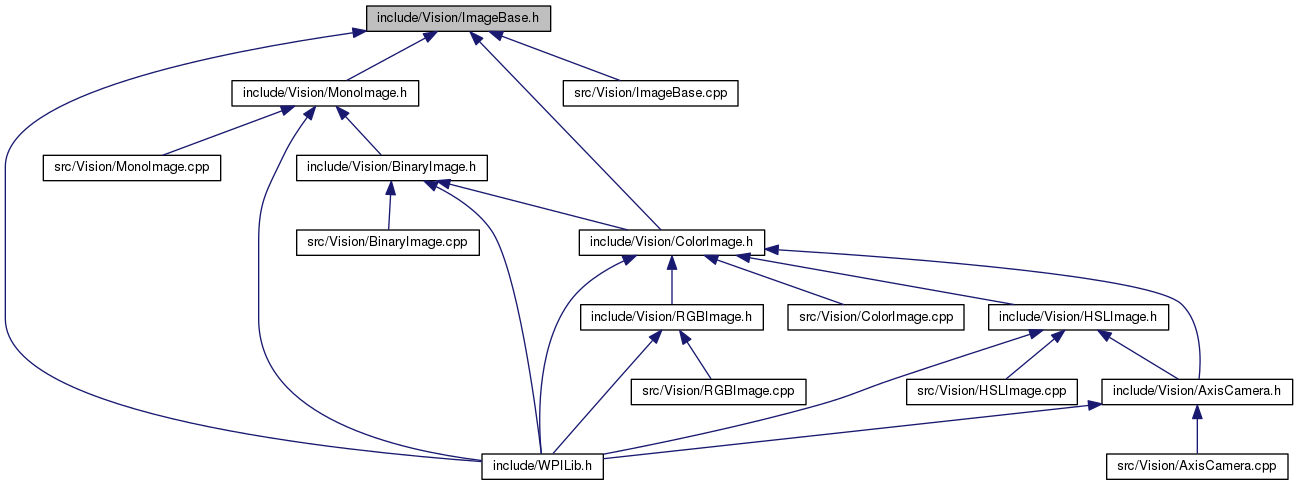 include/Vision/ImageBase.h
include/Vision/MonoImage.h
src/Vision/ImageBase.cpp
src/Vision/MonoImage.cpp
include/Vision/BinaryImage.h
src/Vision/BinaryImage.cpp
include/Vision/ColorImage.h
include/Vision/RGBImage.h
src/Vision/ColorImage.cpp
include/Vision/HSLImage.h
src/Vision/RGBImage.cpp
src/Vision/HSLImage.cpp
include/Vision/AxisCamera.h
include/WPILib.h
src/Vision/AxisCamera.cpp